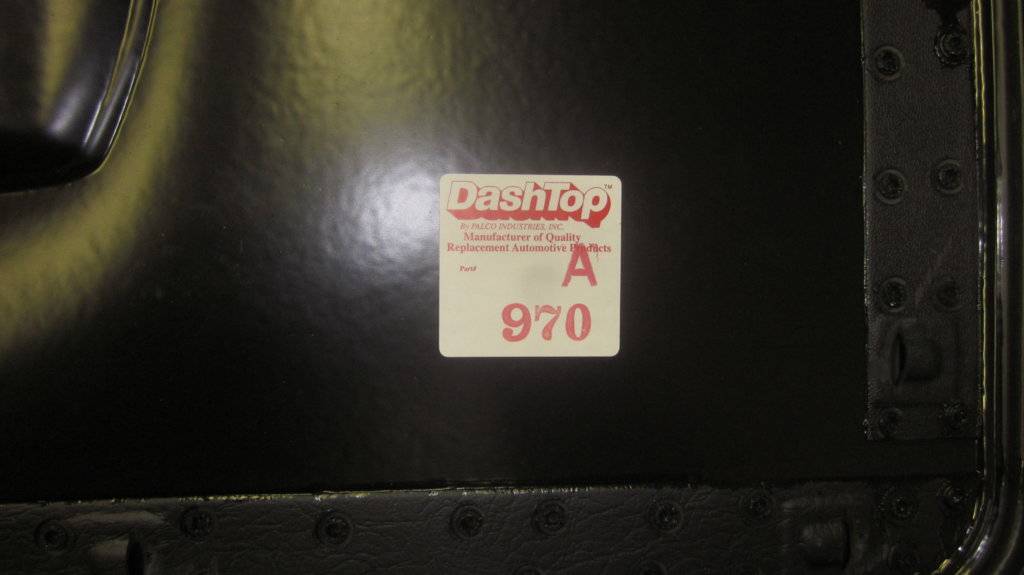 DashTop™
By PALCO INDUSTRIES, INC.
Manufacturer of Quality
Replacement Automotive Products
Part#
A
970